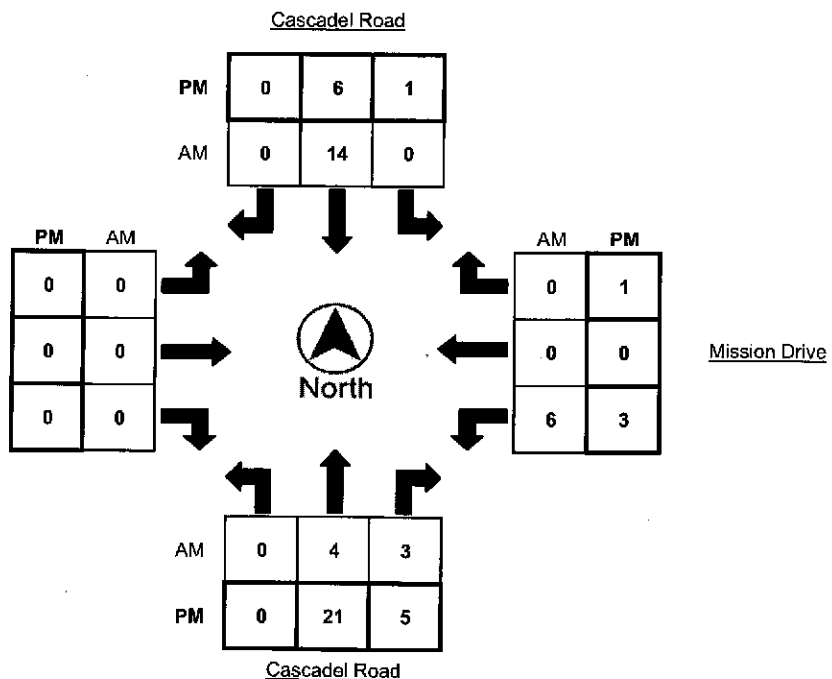 Cascadel Road
PM 0 6 1
AM 0 14 0
PM AM
0 0
0 0
0 0
AM PM
0 1
0 0
6 3
Mission Drive
North
AM 0 4 3
PM 0 21 5
Cascadel Road